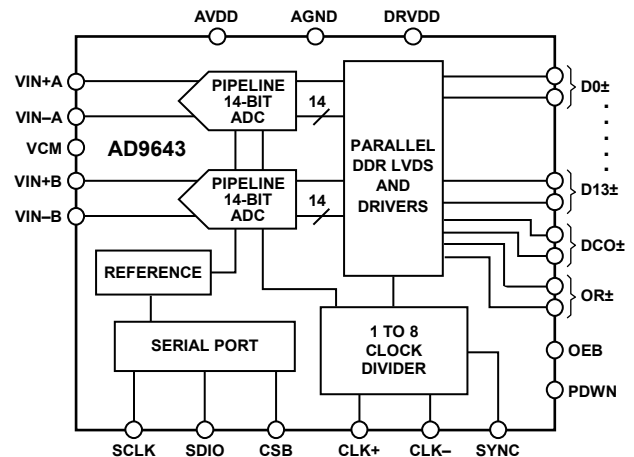 AVDD AGND DRVDD
VIN+A
VIN–A
VCM
VIN+B
VIN–B
AD9643
PIPELINE
14-BIT
ADC
14
PIPELINE
14-BIT
ADC
14
PARALLEL
DDR LVDS
AND
DRIVERS
D0±
D13±
DCO±
OR±
OEB
PDWN
REFERENCE
SERIAL PORT
1 TO 8
CLOCK
DIVIDER
SCLK SDIO CSB CLK+ CLK– SYNC